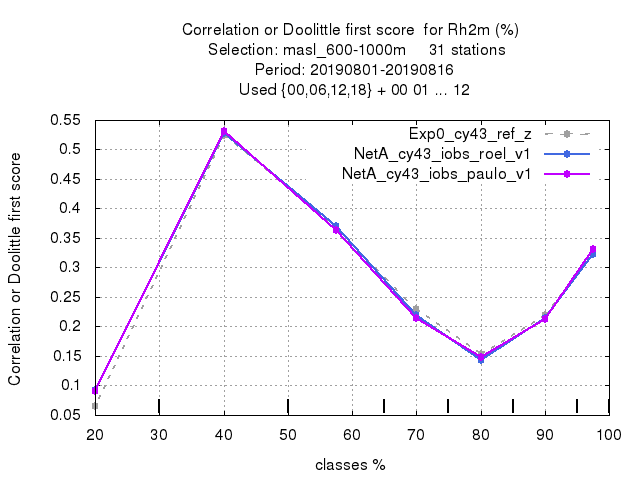 Correlation or Doolittle first score  for Rh2m (%)
Selection: masl_600-1000m     31 stations
Period: 20190801-20190816
Used {00,06,12,18} + 00 01 ... 12
Exp0_cy43_ref_z
NetA_cy43_iobs_roel_v1
NetA_cy43_iobs_paulo_v1
Correlation or Doolittle first score
0.55
0.5
0.45
0.4
0.35
0.3
0.25
0.2
0.15
0.1
0.05
20 30 40 50 60 70 80 90 100
classes %